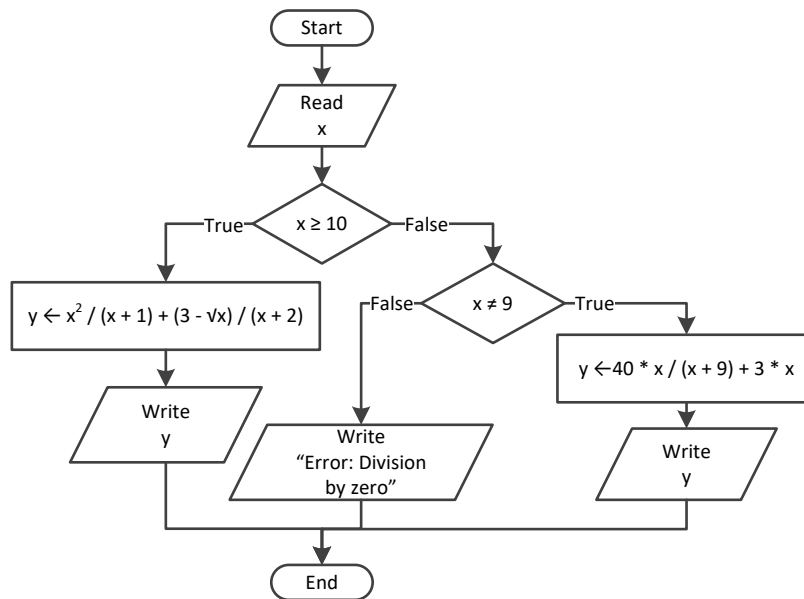 Start
Read
x
x ≥ 10
True
False
y ← x² / (x + 1) + (3 - √x) / (x + 2)
x ≠ 9
False
True
y ←40 * x / (x + 9) + 3 * x
Write
y
Write
“Error: Division
by zero”
Write
y
End